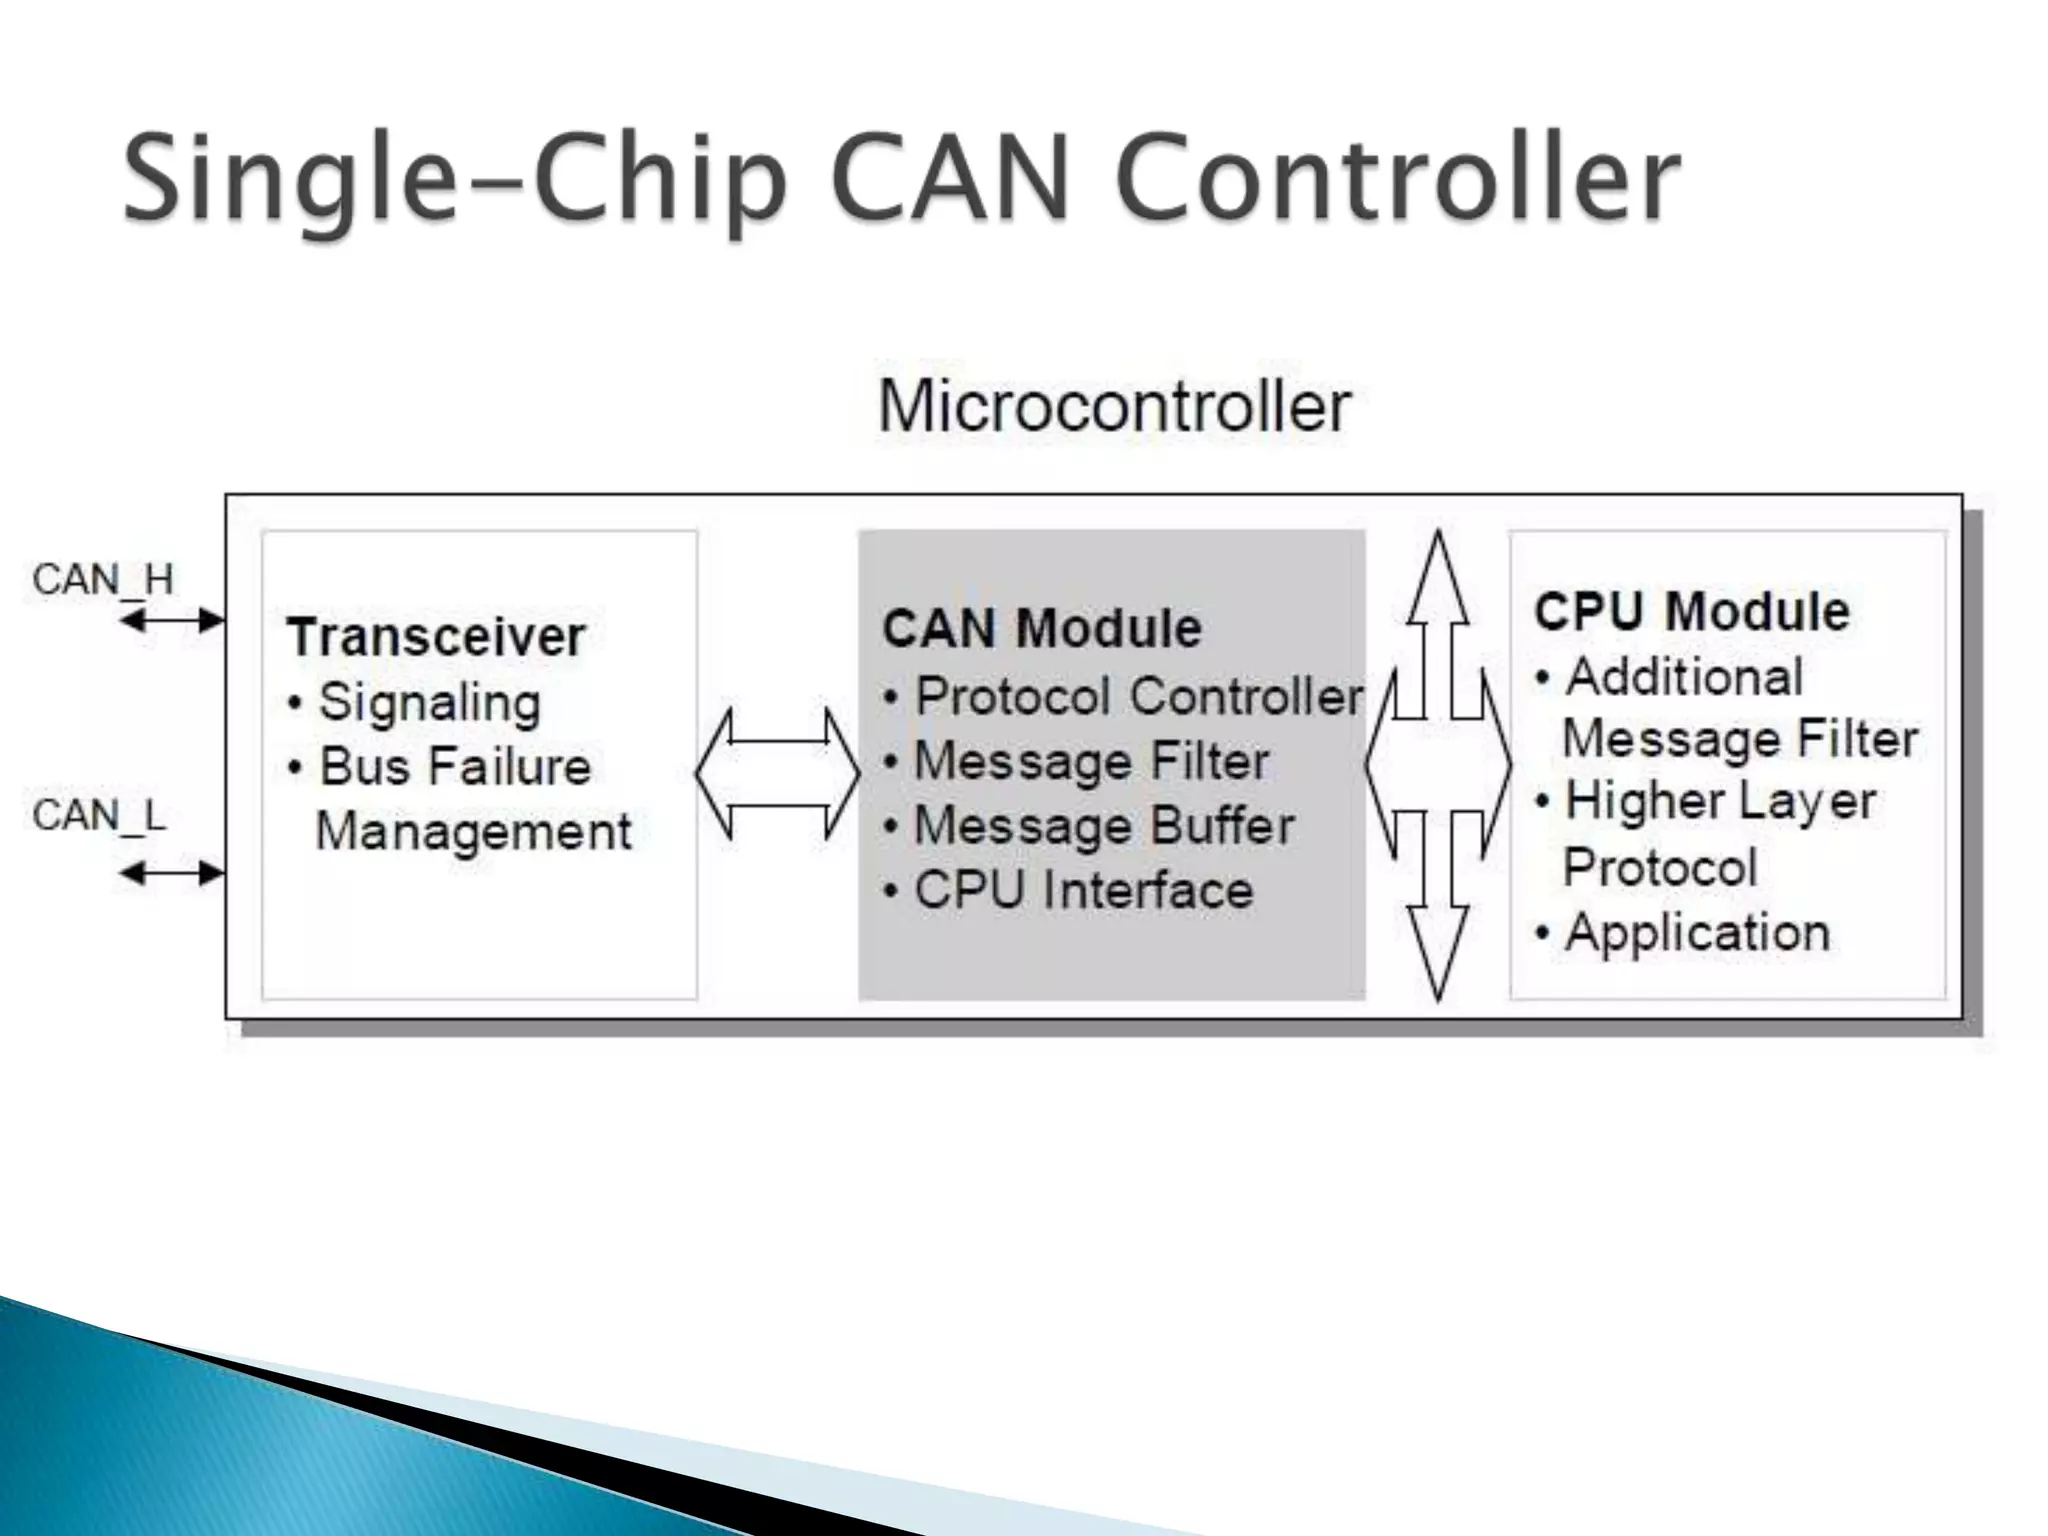 Single-Chip CAN Controller
Microcontroller
CAN_H
CAN_L
Transceiver
• Signaling
• Bus Failure
Management
CAN Module
• Protocol Controller
• Message Filter
• Message Buffer
• CPU Interface
CPU Module
• Additional
Message Filter
• Higher Layer
Protocol
• Application